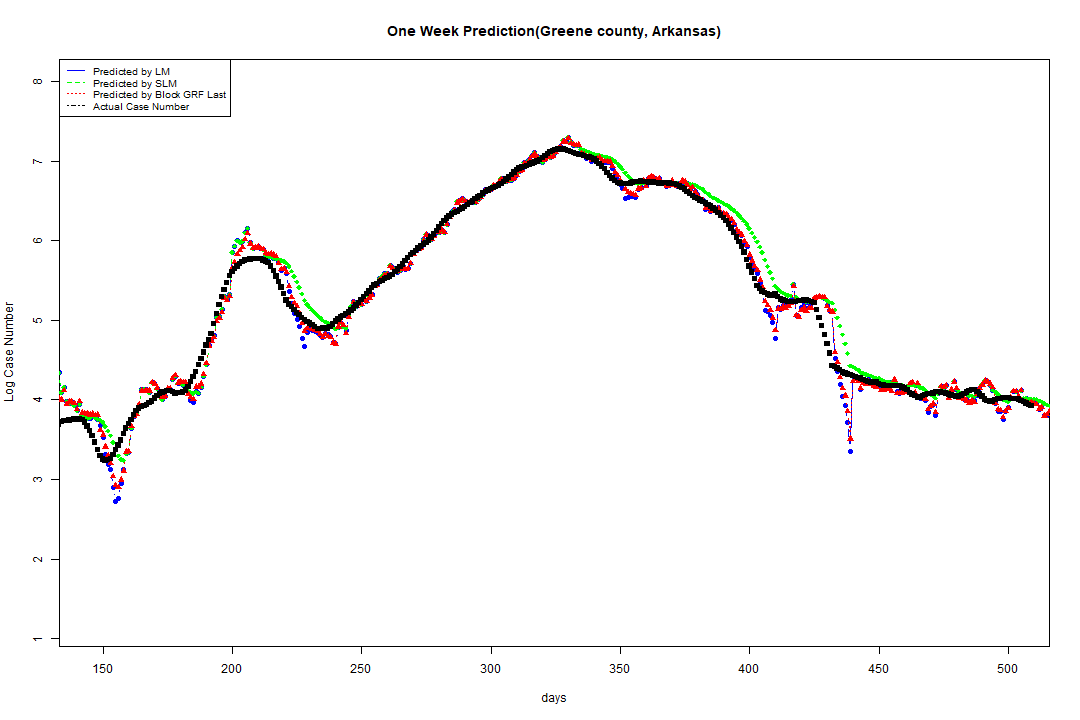 One Week Prediction(Greene county, Arkansas)
Predicted by LM
Predicted by SLM
Predicted by Block GRF Last
Actual Case Number
8
7
6
5
4
3
2
1
Log Case Number
150 200 250 300 350 400 450 500
days